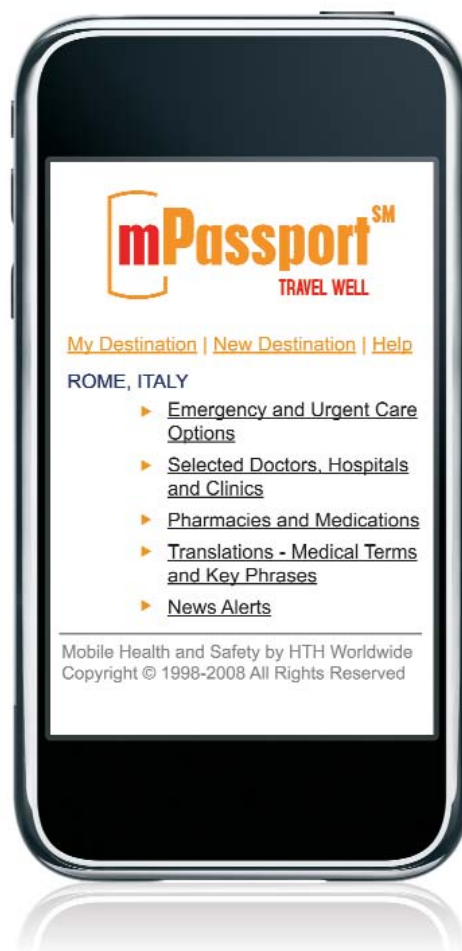 mPassport SM
TRAVEL WELL
My Destination | New Destination | Help
ROME, ITALY
Emergency and Urgent Care
Options
Selected Doctors, Hospitals
and Clinics
Pharmacies and Medications
Translations - Medical Terms
and Key Phrases
News Alerts
Mobile Health and Safety by HTH Worldwide
Copyright © 1998-2008 All Rights Reserved